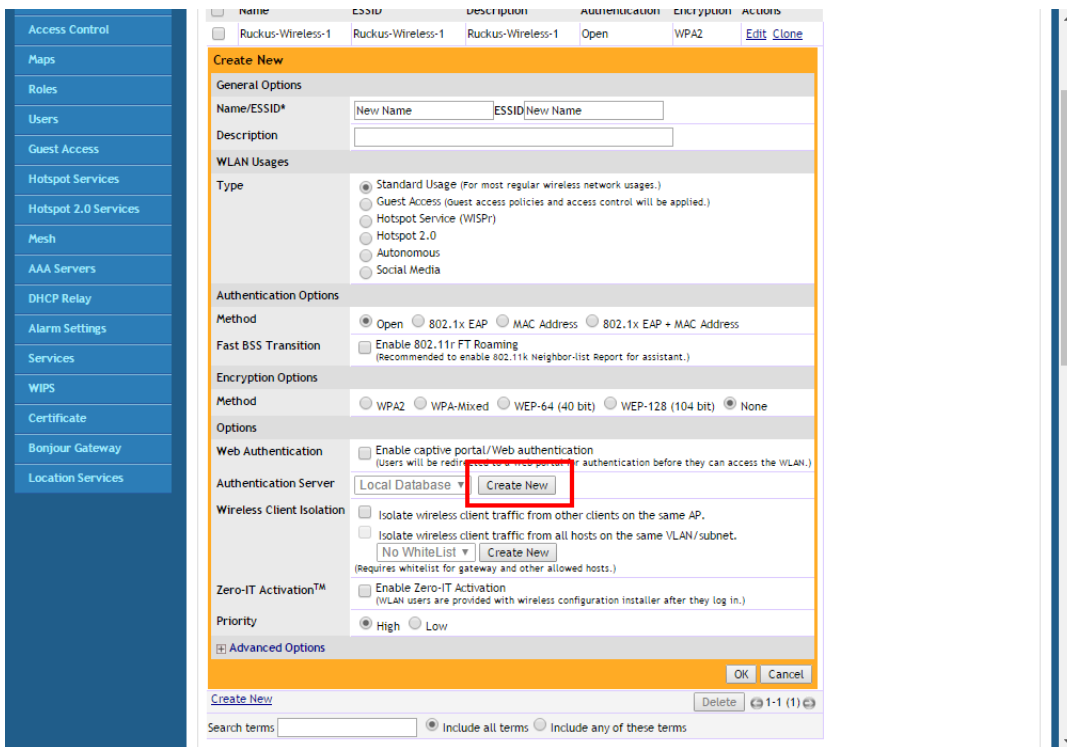 Name ESSID Description Authentication Encryption Actions
Access Control
Ruckus-Wireless-1 Ruckus-Wireless-1 Ruckus-Wireless-1 Open WPA2 Edit Clone
Maps
Create New
Roles
General Options
Users
Name/ESSID* New Name ESSID New Name
Description
Guest Access
WLAN Usages
Hotspot Services
Type Standard Usage (For most regular wireless network usages.)
Guest Access (Guest access policies and access control will be applied.)
Hotspot 2.0 Services
Hotspot Service (WISPr)
Mesh
Hotspot 2.0
Autonomous
AAA Servers
Social Media
DHCP Relay
Authentication Options
Alarm Settings
Method Open 802.1x EAP MAC Address 802.1x EAP + MAC Address
Services
Fast BSS Transition Enable 802.11r FT Roaming
(Recommended to enable 802.11k Neighbor-list Report for assistant.)
WIPS
Encryption Options
Certificate
Method WPA2 WPA-Mixed WEP-64 (40 bit) WEP-128 (104 bit) None
Options
Bonjour Gateway
Web Authentication Enable captive portal/Web authentication
(Users will be redirected to a Web portal for authentication before they can access the WLAN.)
Location Services
Authentication Server Local Database Create New
Wireless Client Isolation Isolate wireless client traffic from other clients on the same AP.
Isolate wireless client traffic from all hosts on the same VLAN/subnet.
No WhiteList Create New
(Requires whitelist for gateway and other allowed hosts.)
Zero-IT Activation™ Enable Zero-IT Activation
(WLAN users are provided with wireless configuration installer after they log in.)
Priority High Low
Advanced Options
OK Cancel
Create New Delete 1-1 (1)
Search terms Include all terms Include any of these terms